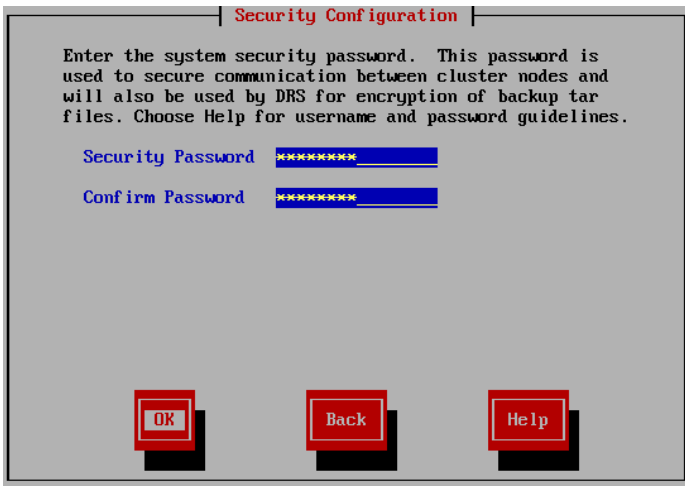 Security Configuration
Enter the system security password.  This password is
used to secure communication between cluster nodes and
will also be used by DRS for encryption of backup tar
files. Choose Help for username and password guidelines.
Security Password ********
Confirm Password ********
OK Back Help